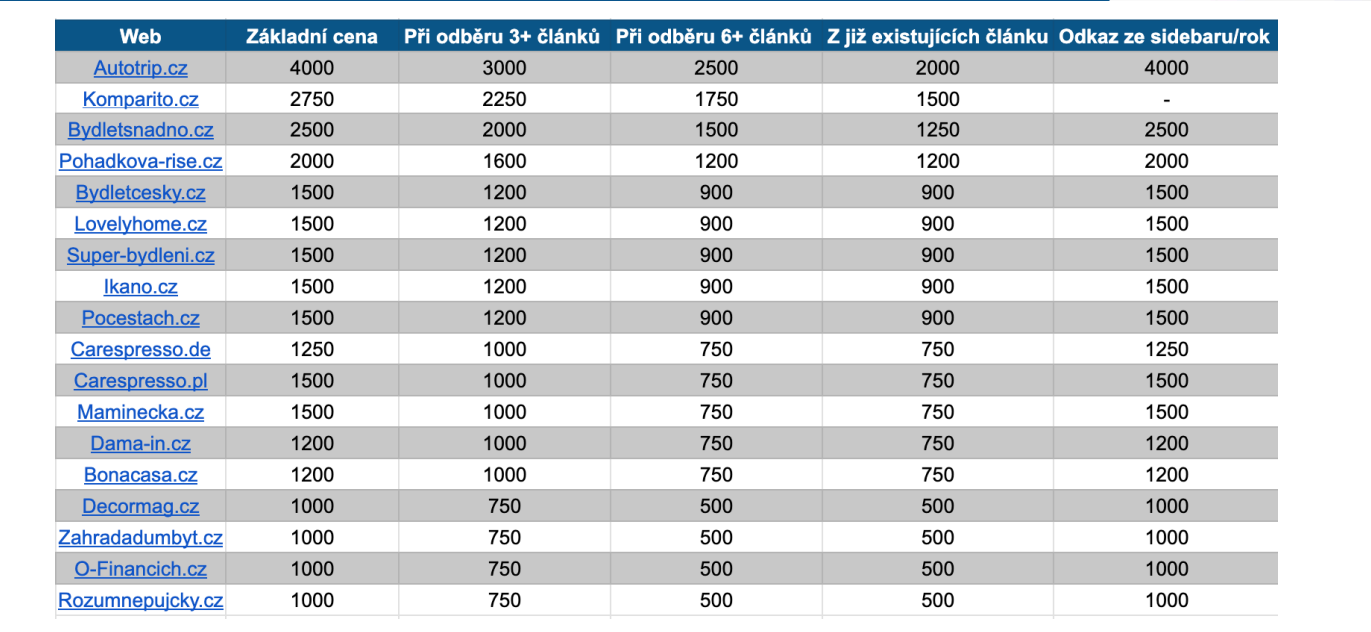 Web Základní cena Při odběru 3+ článků Při odběru 6+ článků Z již existujících článku Odkaz ze sidebaru/rok
Autotrip.cz 4000 3000 2500 2000 4000
Komparito.cz 2750 2250 1750 1500 -
Bydletsnadno.cz 2500 2000 1500 1250 2500
Pohadkova-rise.cz 2000 1600 1200 1200 2000
Bydletcesky.cz 1500 1200 900 900 1500
Lovelyhome.cz 1500 1200 900 900 1500
Super-bydleni.cz 1500 1200 900 900 1500
Ikano.cz 1500 1200 900 900 1500
Pocestach.cz 1500 1200 900 900 1500
Carespresso.de 1250 1000 750 750 1250
Carespresso.pl 1500 1000 750 750 1500
Maminecka.cz 1500 1000 750 750 1500
Dama-in.cz 1200 1000 750 750 1200
Bonacasa.cz 1200 1000 750 750 1200
Decormag.cz 1000 750 500 500 1000
Zahradadumbyt.cz 1000 750 500 500 1000
O-Financich.cz 1000 750 500 500 1000
Rozumnepujcky.cz 1000 750 500 500 1000